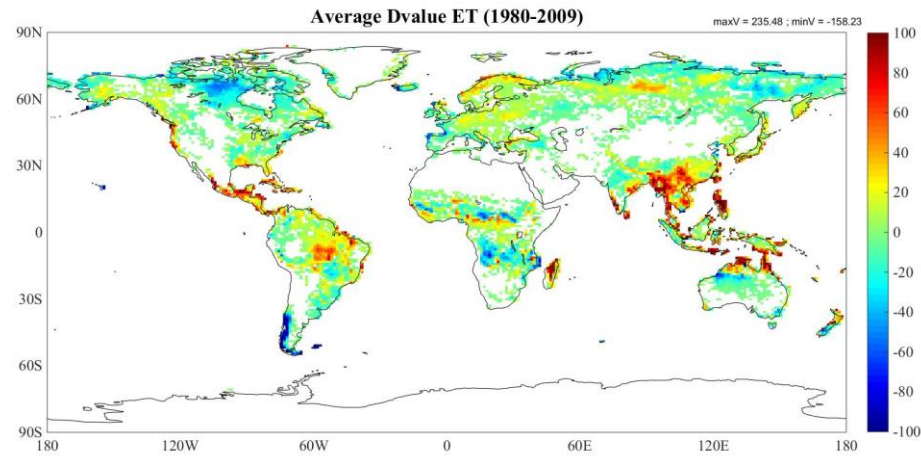 Average Dvalue ET (1980-2009)
maxV = 235.48 ; minV = -158.23
90N
60N
30N
0
30S
60S
90S
180
120W
60W
0
60E
120E
180
100
80
60
40
20
0
-20
-40
-60
-80
-100